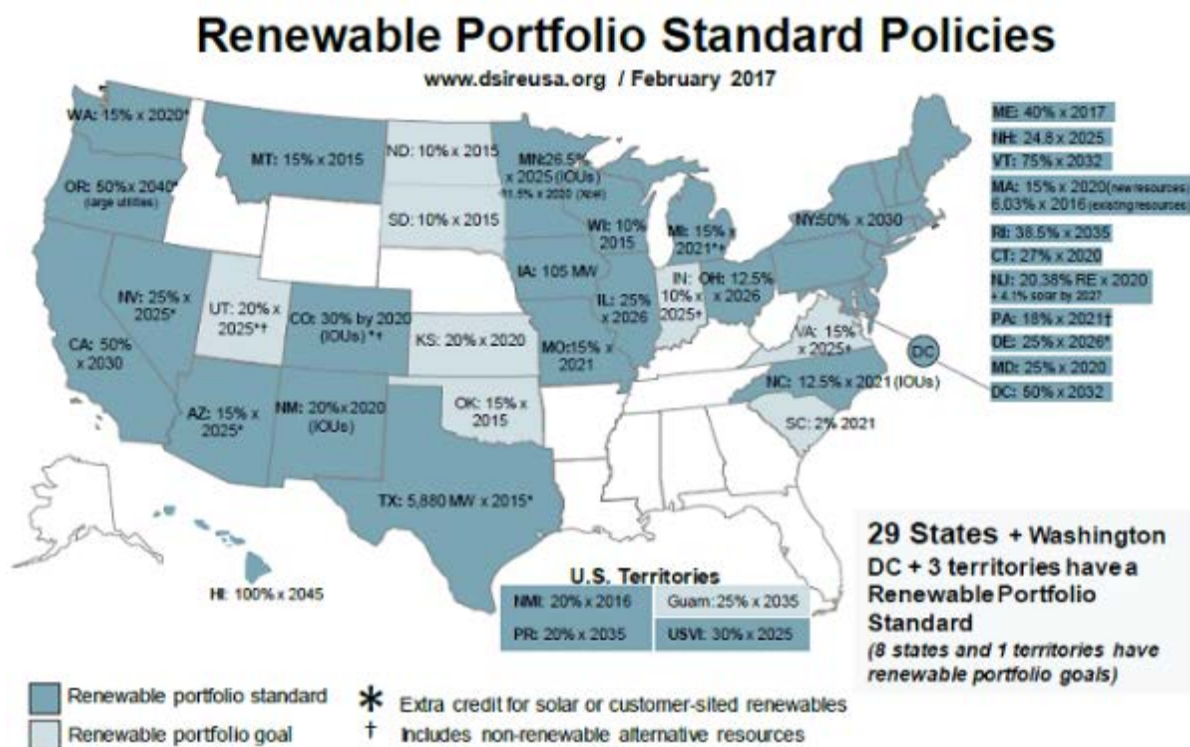 Renewable Portfolio Standard Policies
www.dsireusa.org / February 2017
WA: 15% x 2020*
OR: 50% x 2040*
(large utilities)
MT: 15% x 2015
ND: 10% x 2015
SD: 10% x 2015
MN:26.5%
x 2025 (IOUs)
31.5% x 2020 (Xcel)
WI: 10%
2015
MI: 15% x
2021*†
NY:50% x 2030
IA: 105 MW
IL: 25%
x 2026
IN:
10% x
2025†
OH: 12.5%
x 2026
NV: 25% x
2025*
UT: 20% x
2025*†
CO: 30% by 2020
(IOUs) *†
KS: 20% x 2020
MO:15% x
2021
VA: 15%
x 2025†
DC
CA: 50%
x 2030
AZ: 15% x
2025*
NM: 20%x2020
(IOUs)
OK: 15% x
2015
NC: 12.5% x 2021 (IOUs)
SC: 2% 2021
TX: 5,880 MW x 2015*
HI: 100% x 2045
ME: 40% x 2017
NH: 24.8 x 2025
VT: 75% x 2032
MA: 15% x 2020(new resources)
6.03% x 2016 (existing resources)
RI: 38.5% x 2035
CT: 27% x 2020
NJ: 20.38% RE x 2020
+ 4.1% solar by 2027
PA: 18% x 2021†
DE: 25% x 2026*
MD: 25% x 2020
DC: 50% x 2032
U.S. Territories
NMI: 20% x 2016
Guam: 25% x 2035
PR: 20% x 2035
USVI: 30% x 2025
29 States + Washington
DC + 3 territories have a
Renewable Portfolio
Standard
(8 states and 1 territories have
renewable portfolio goals)
Renewable portfolio standard
* Extra credit for solar or customer-sited renewables
Renewable portfolio goal
† Includes non-renewable alternative resources